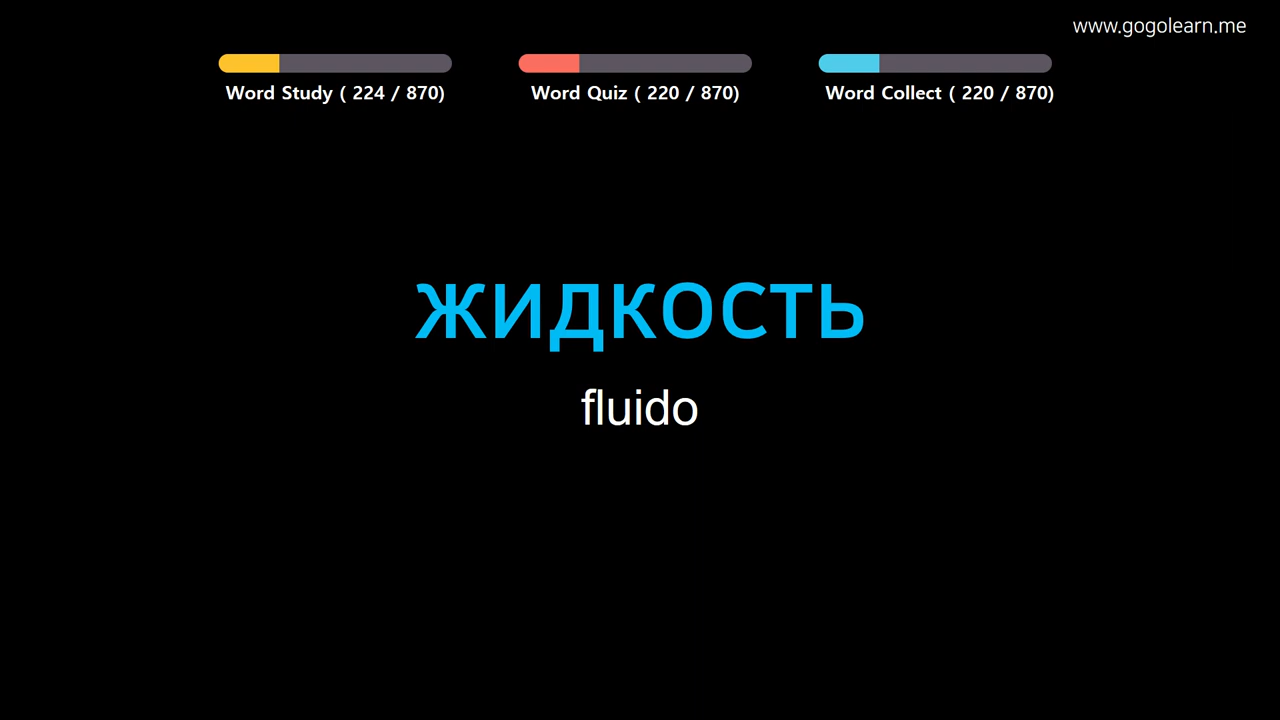 www.gogolearn.me
Word Study ( 224 / 870)
Word Quiz ( 220 / 870)
Word Collect ( 220 / 870)
жидкость
fluido